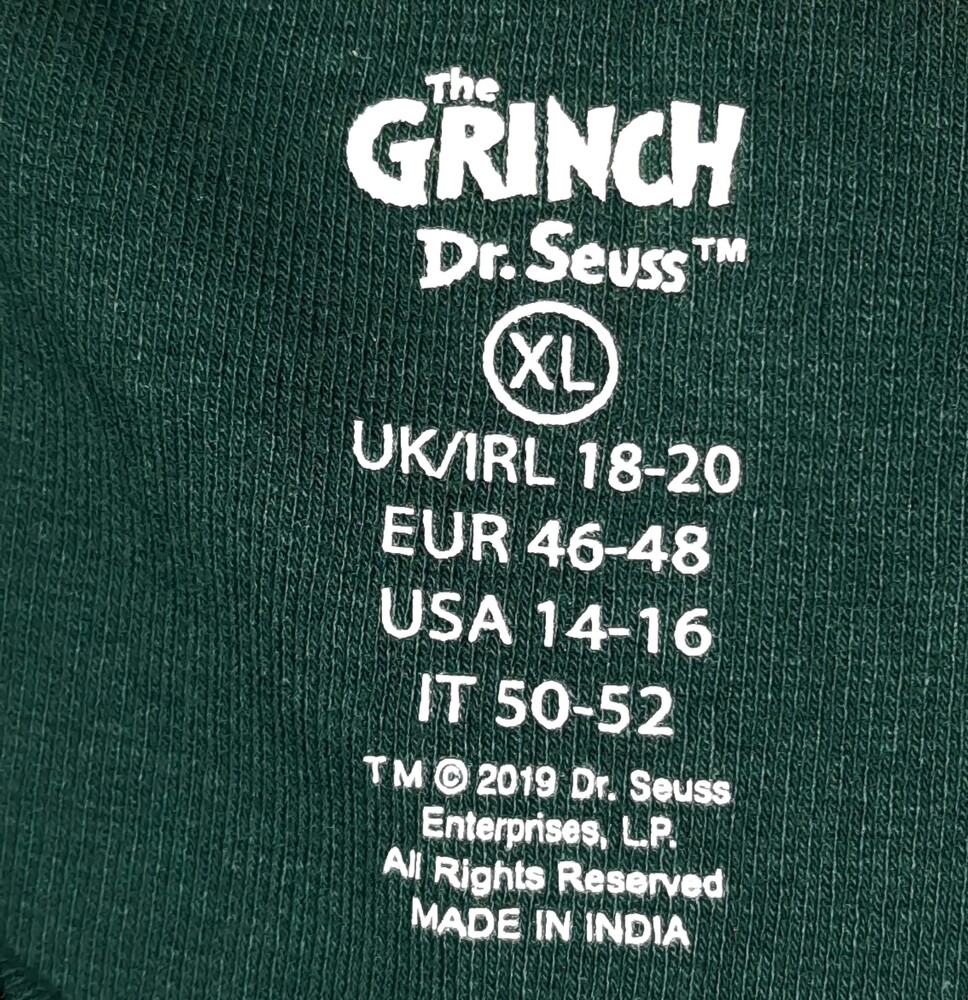 The
GRINCH
Dr. Seuss™
XL
UK/IRL 18-20
EUR 46-48
USA 14-16
IT 50-52
TM © 2019 Dr. Seuss
Enterprises, L.P.
All Rights Reserved
MADE IN INDIA